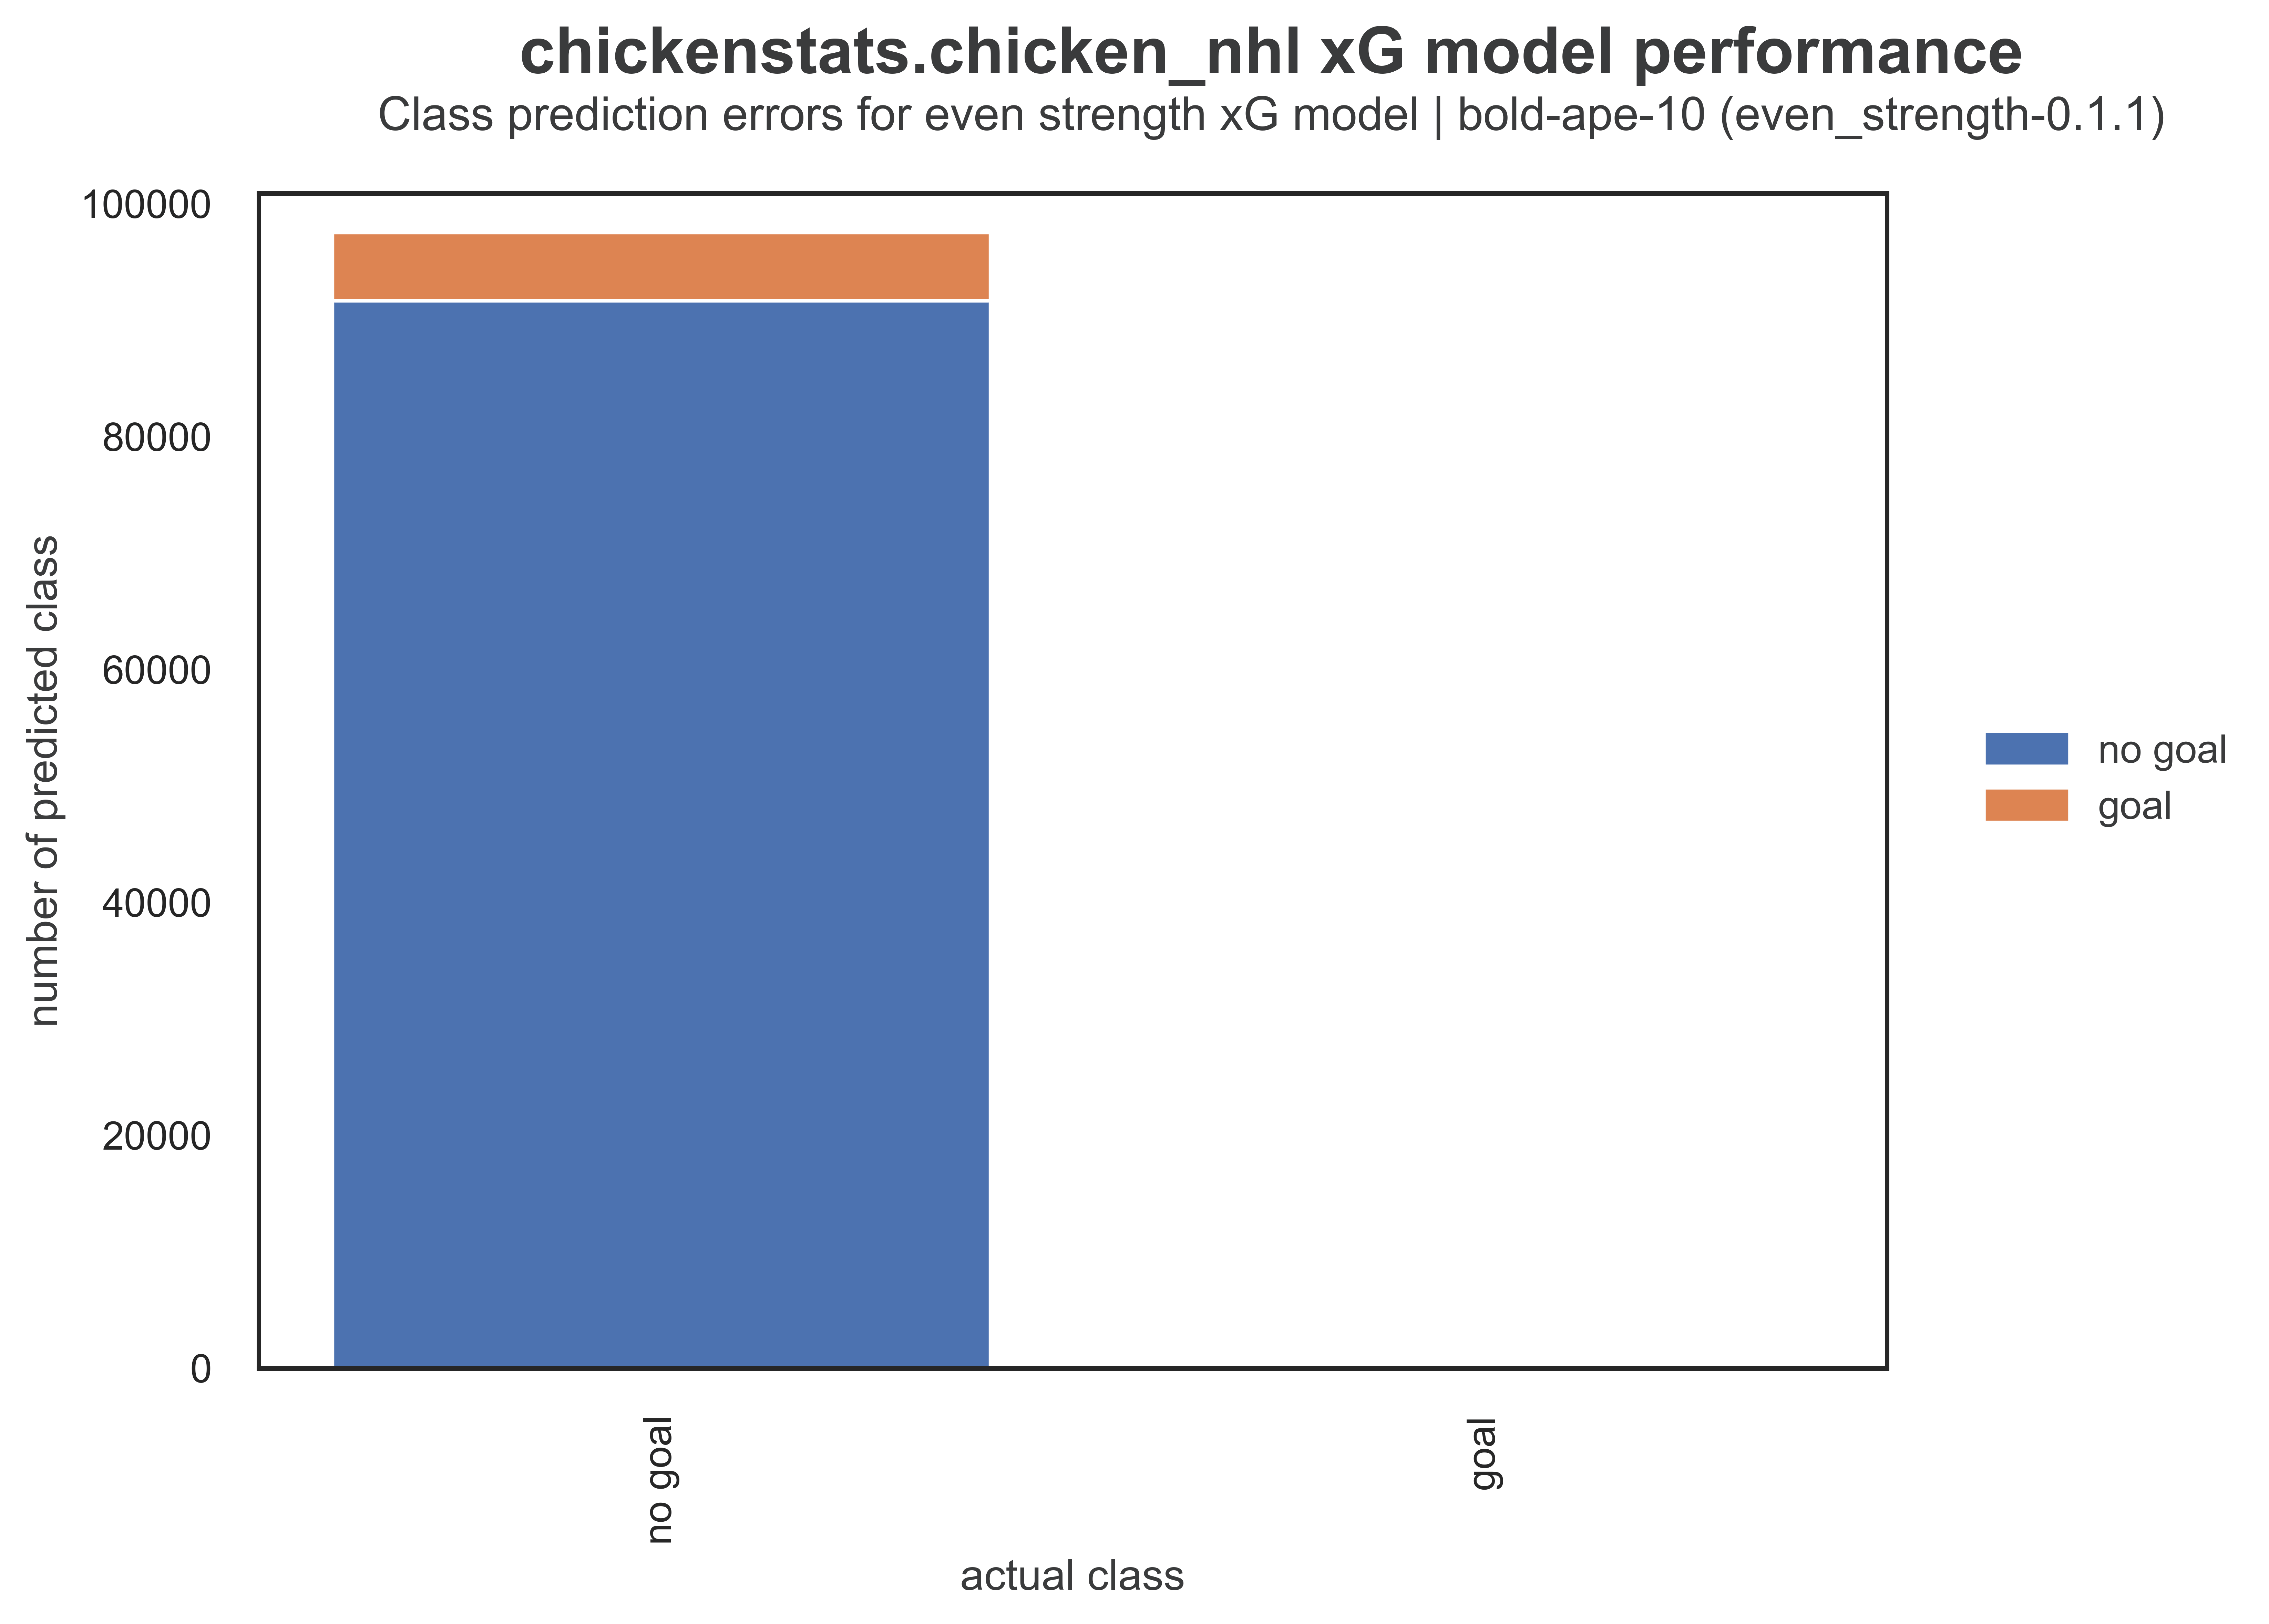 chickenstats.chicken_nhl xG model performance
Class prediction errors for even strength xG model | bold-ape-10 (even_strength-0.1.1)
100000
80000
60000
40000
20000
0
number of predicted class
no goal
goal
actual class
no goal
goal